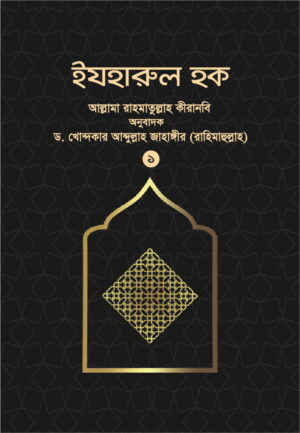 ইযহারুল হক
আল্লামা রাহমাতুল্লাহ কীরানবি
অনুবাদক
ড. খোন্দকার আব্দুল্লাহ জাহাঙ্গীর (রাহিমাহুল্লাহ)
১